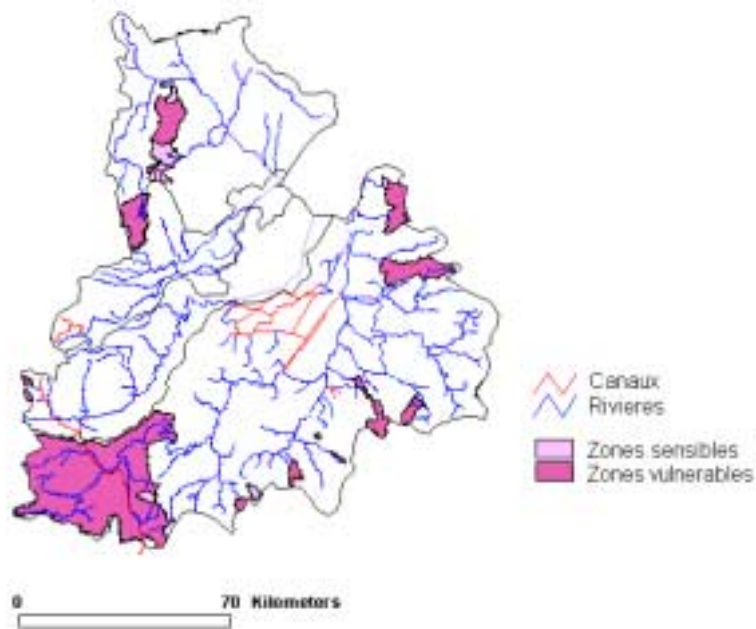 Canaux
Rivieres
Zones sensibles
Zones vulnerables
0 70 Kilometers